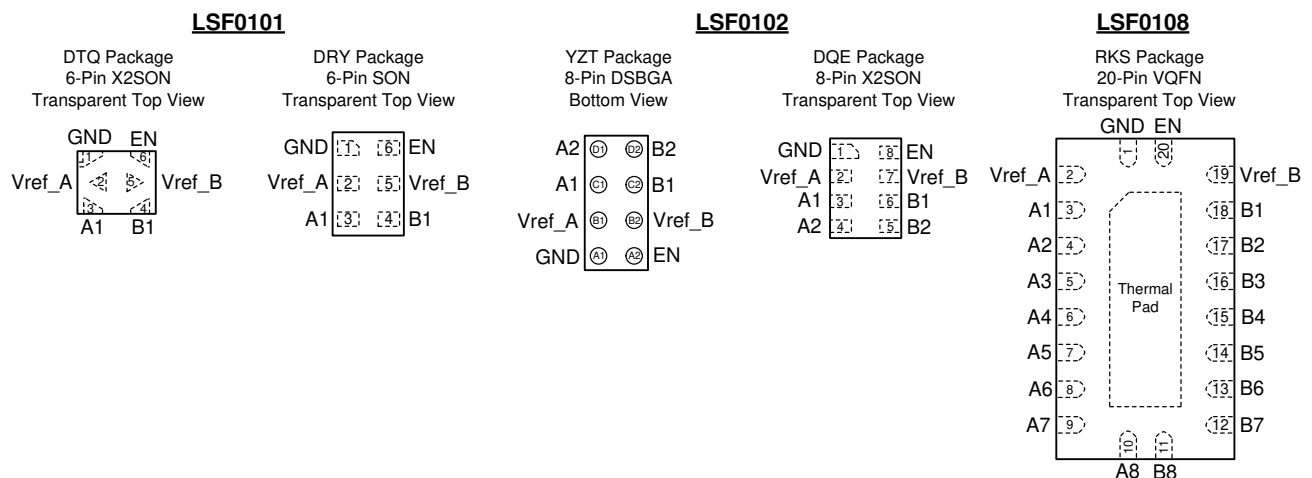 LSF0101
DTQ Package
6-Pin X2SON
Transparent Top View
GND EN
1 6
Vref_A 2 5 Vref_B
3 4
A1 B1
DRY Package
6-Pin SON
Transparent Top View
GND 1 6 EN
Vref_A 2 5 Vref_B
A1 3 4 B1
LSF0102
YZT Package
8-Pin DSBGA
Bottom View
A2 D1 D2 B2
A1 C1 C2 B1
Vref_A B1 B2 Vref_B
GND A1 A2 EN
DQE Package
8-Pin X2SON
Transparent Top View
GND 1 8 EN
Vref_A 2 7 Vref_B
A1 3 6 B1
A2 4 5 B2
LSF0108
RKS Package
20-Pin VQFN
Transparent Top View
GND EN
1 20
Vref_A 2 19 Vref_B
A1 3 18 B1
A2 4 17 B2
A3 5 16 B3
Thermal
Pad
A4 6 15 B4
A5 7 14 B5
A6 8 13 B6
A7 9 12 B7
10 11
A8 B8